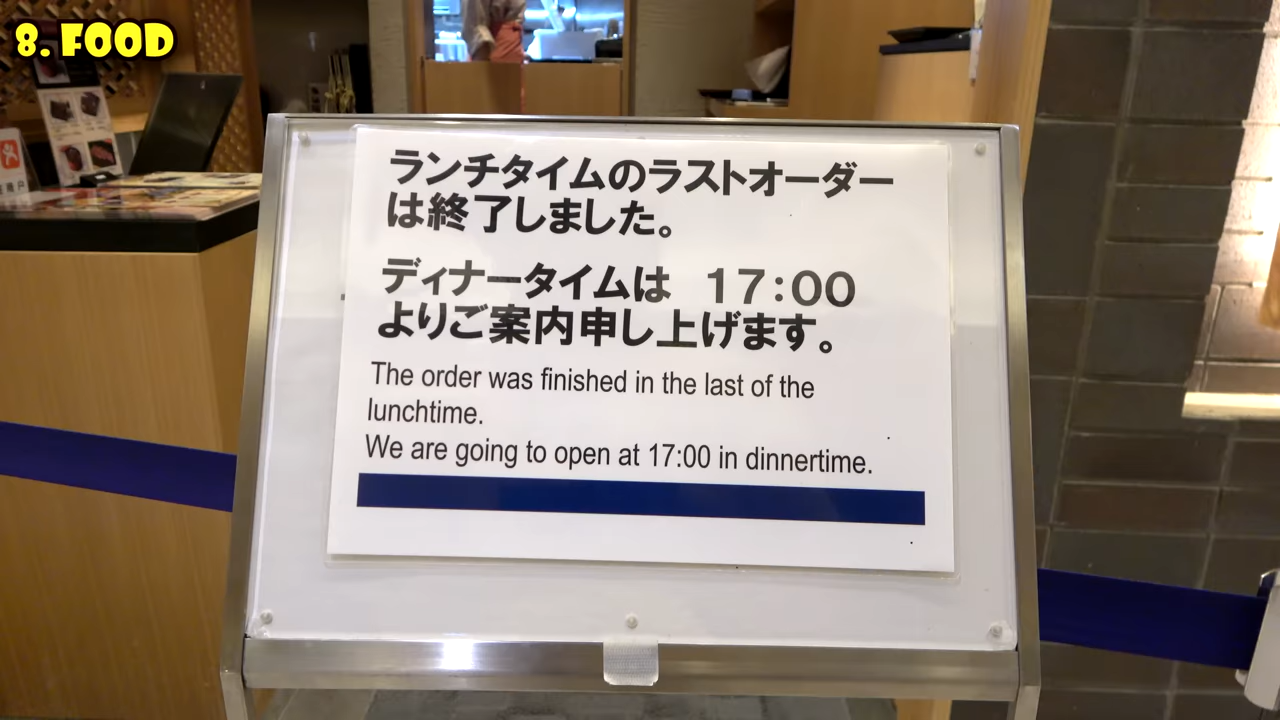 8. FOOD
ランチタイムのラストオーダー
は終了しました。
ディナータイムは 17:00
よりご案内申し上げます。
The order was finished in the last of the
lunchtime.
We are going to open at 17:00 in dinnertime.